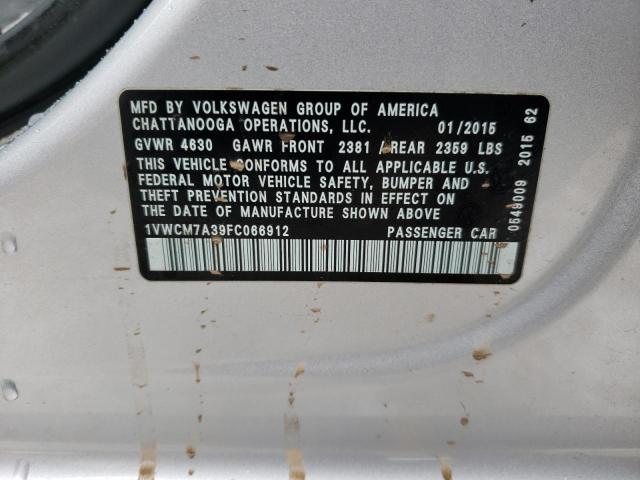 MFD BY VOLKSWAGEN GROUP OF AMERICA
CHATTANOOGA OPERATIONS, LLC. 01/2015
GVWR 4630 GAWR FRONT 2381 / REAR 2359 LBS
THIS VEHICLE CONFORMS TO ALL APPLICABLE U.S.
FEDERAL MOTOR VEHICLE SAFETY, BUMPER AND
THEFT PREVENTION STANDARDS IN EFFECT ON
THE DATE OF MANUFACTURE SHOWN ABOVE
1VWCM7A39FC066912 PASSENGER CAR
0549009 2015 62